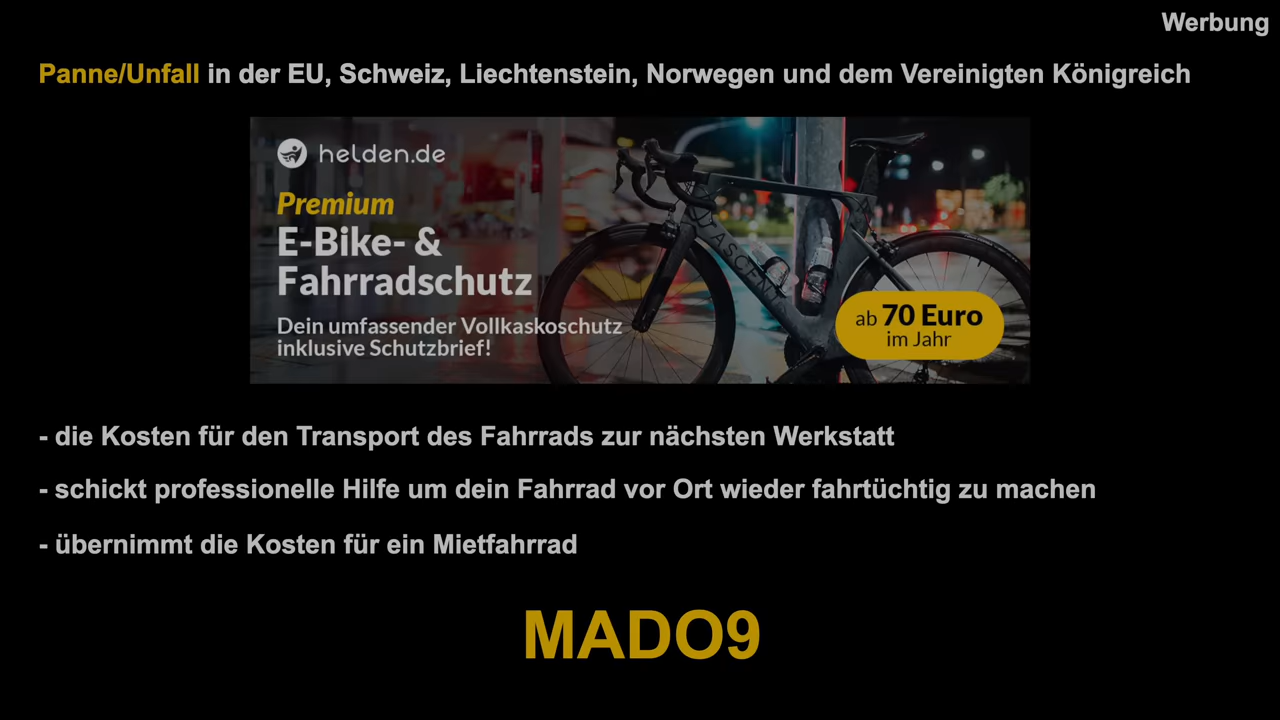 Werbung
Panne/Unfall in der EU, Schweiz, Liechtenstein, Norwegen und dem Vereinigten Königreich
helden.de
Premium
E-Bike- &
Fahrradschutz
Dein umfassender Vollkaskoschutz
inklusive Schutzbrief!
ASCENT
ab 70 Euro
im Jahr
- die Kosten für den Transport des Fahrrads zur nächsten Werkstatt
- schickt professionelle Hilfe um dein Fahrrad vor Ort wieder fahrtüchtig zu machen
- übernimmt die Kosten für ein Mietfahrrad
MADO9